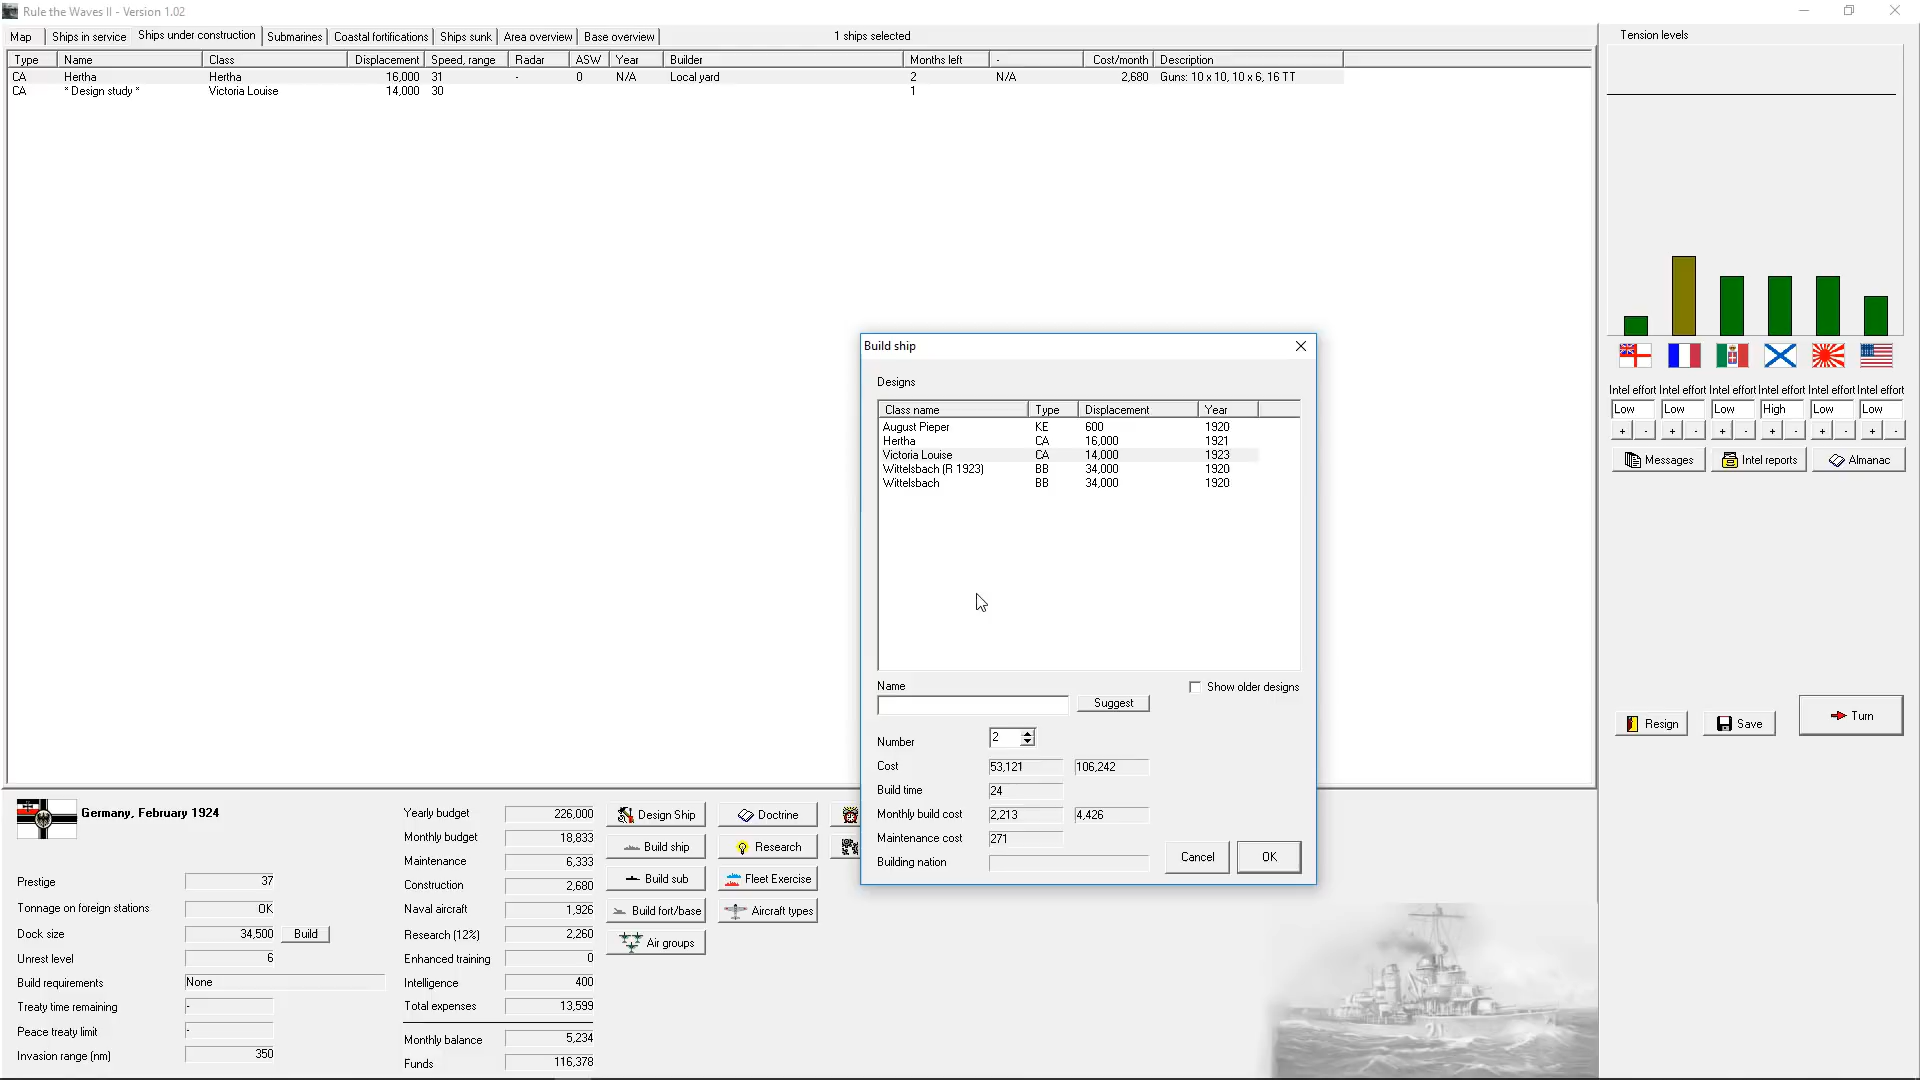 Rule the Waves II - Version 1.02
Map Ships in service Ships under construction Submarines Coastal fortifications Ships sunk Area overview Base overview 1 ships selected
Type Name Class Displacement Speed, range Radar ASW Year Builder Months left - Cost/month Description
CA Hertha Hertha 16,000 31 - 0 N/A Local yard 2 N/A 2,680 Guns: 10 x 10, 10 x 6, 16 TT
CA * Design study * Victoria Louise 14,000 30 1
Tension levels
Intel effort Intel effort Intel effort Intel effort Intel effort Intel effort
Low Low Low High Low Low
+ - + - + - + - + - + -
Messages Intel reports Almanac
Resign Save Turn
Build ship
Designs
Class name Type Displacement Year
August Pieper KE 600 1920
Hertha CA 16,000 1921
Victoria Louise CA 14,000 1923
Wittelsbach (R 1923) BB 34,000 1920
Wittelsbach BB 34,000 1920
Name Show older designs
Suggest
Number 2
Cost 53,121 106,242
Build time 24
Monthly build cost 2,213 4,426
Maintenance cost 271
Building nation
Cancel OK
Germany, February 1924
Prestige 37
Tonnage on foreign stations OK
Dock size 34,500 Build
Unrest level 6
Build requirements None
Treaty time remaining -
Peace treaty limit -
Invasion range (nm) 350
Yearly budget 226,000
Monthly budget 18,833
Maintenance 6,333
Construction 2,680
Naval aircraft 1,926
Research (12%) 2,260
Enhanced training 0
Intelligence 400
Total expenses 13,599
Monthly balance 5,234
Funds 116,378
Design Ship Doctrine
Build ship Research
Build sub Fleet Exercise
Build fort/base Aircraft types
Air groups